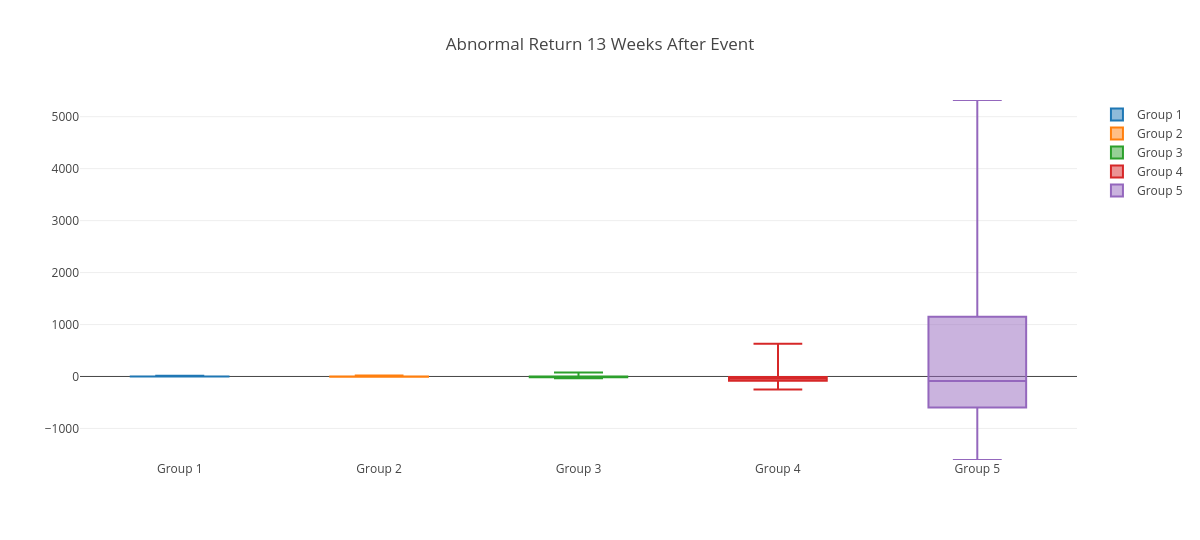 Abnormal Return 13 Weeks After Event
5000
4000
3000
2000
1000
0
−1000
Group 1
Group 2
Group 3
Group 4
Group 5
Group 1
Group 2
Group 3
Group 4
Group 5